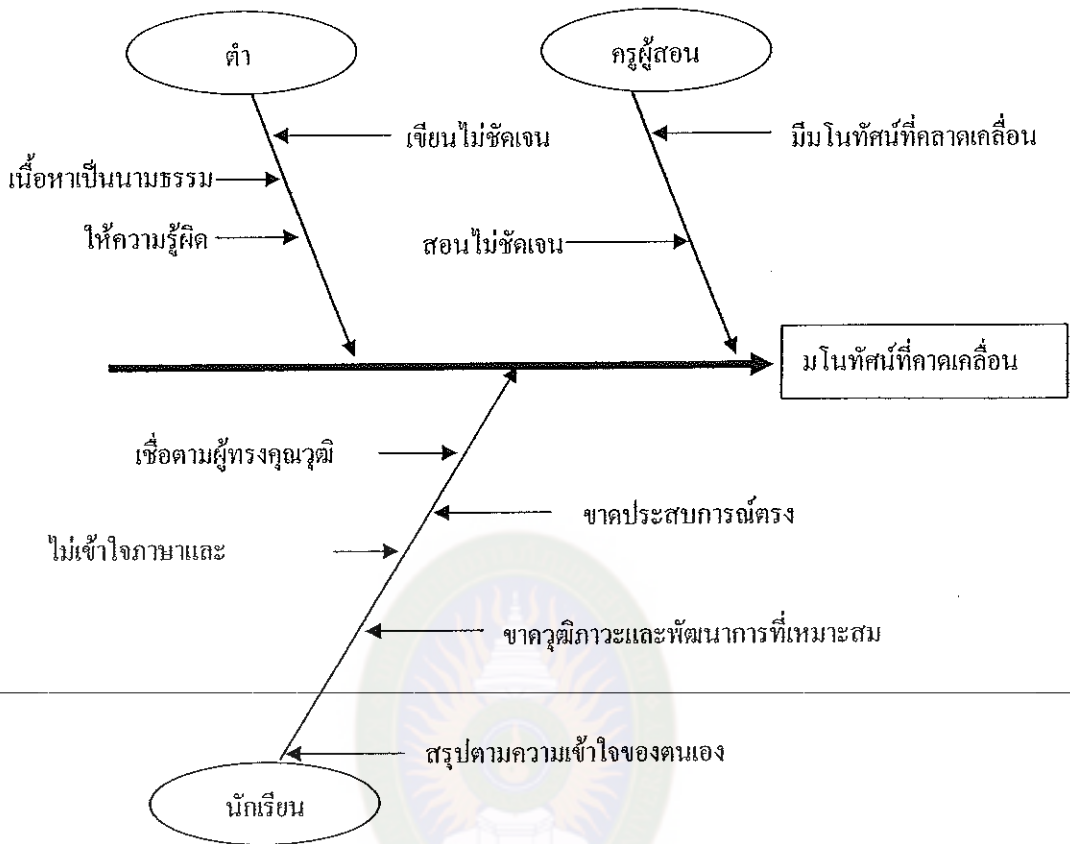 ตำ
ครูผู้สอน
เขียนไม่ชัดเจน
มีมโนทัศน์ที่คลาดเคลื่อน
เนื้อหาเป็นนามธรรม
ให้ความรู้ผิด
สอนไม่ชัดเจน
มโนทัศน์ที่คาดเคลื่อน
เชื่อตามผู้ทรงคุณวุฒิ
ขาดประสบการณ์ตรง
ไม่เข้าใจภาษาและ
ขาดวุฒิภาวะและพัฒนาการที่เหมาะสม
สรุปตามความเข้าใจของตนเอง
นักเรียน